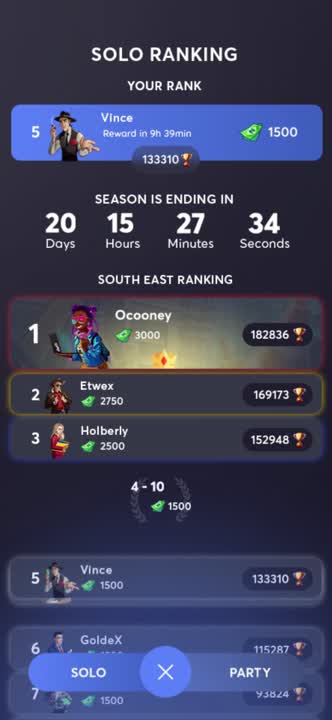 SOLO RANKING
YOUR RANK
Vince
5
Reward in 9h 39min
1500
133310
SEASON IS ENDING IN
20 15 27 34
Days Hours Minutes Seconds
SOUTH EAST RANKING
Ocooney
1
3000
182836
Etwex
2
2750
169173
Holberly
3
2500
152948
4 - 10
1500
Vince
5
1500
133310
GoldeX
6
115287
SOLO
PARTY
7
1500
93824